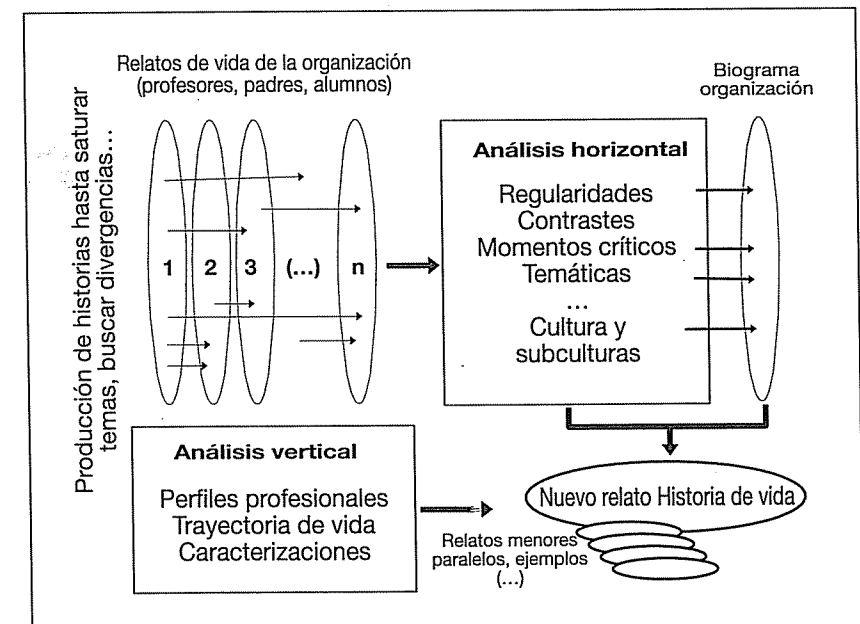 Producción de historias hasta saturar
temas, buscar divergencias...
Relatos de vida de la organización
(profesores, padres, alumnos)
1 2 3 (...) n
Análisis horizontal
Regularidades
Contrastes
Momentos críticos
Temáticas
...
Cultura y
subculturas
Biograma
organización
Análisis vertical
Perfiles profesionales
Trayectoria de vida
Caracterizaciones
Relatos menores
paralelos, ejemplos
(...)
Nuevo relato Historia de vida